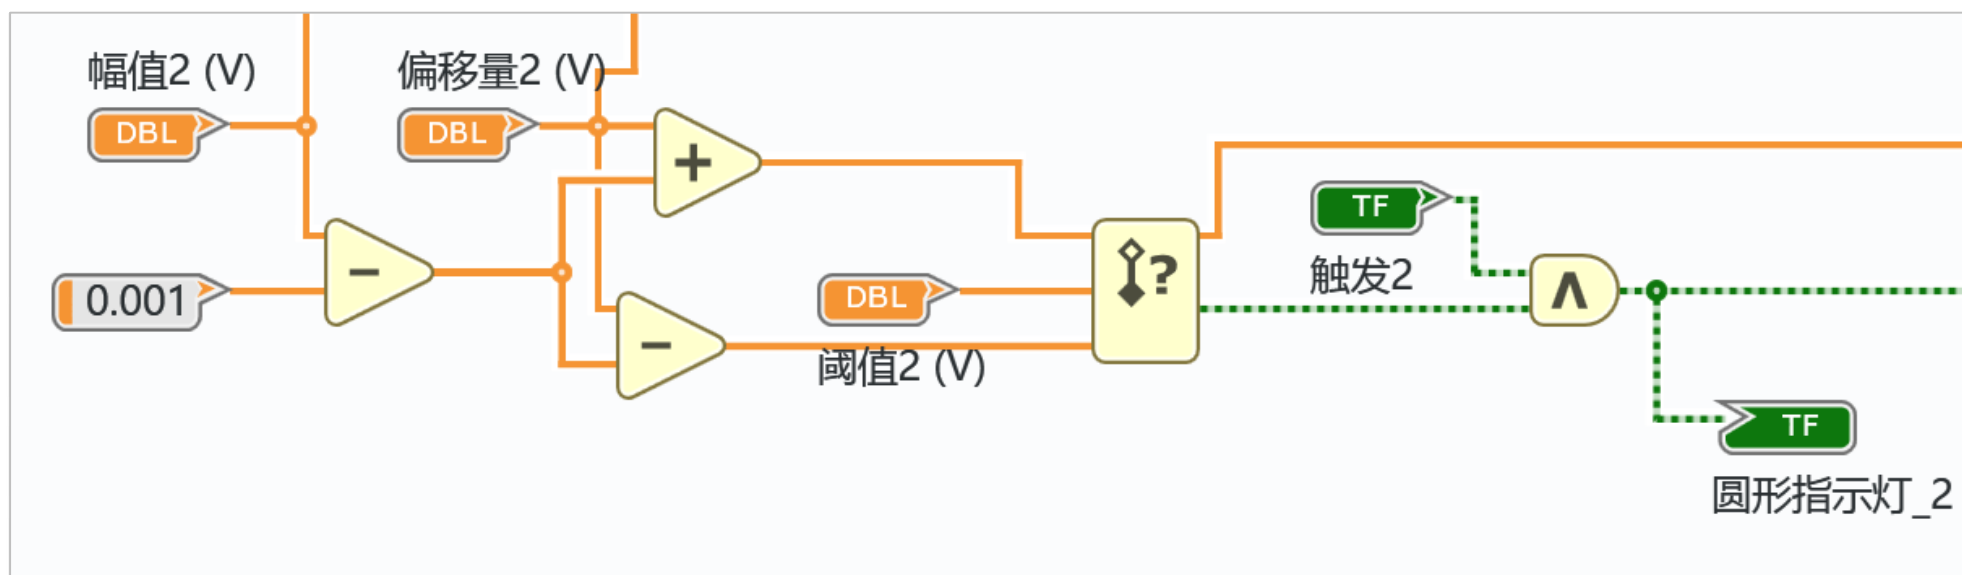 幅值2 (V)
偏移量2 (V)
DBL
DBL
+
TF
触发2
0.001
−
DBL
?
∧
−
阈值2 (V)
TF
圆形指示灯_2